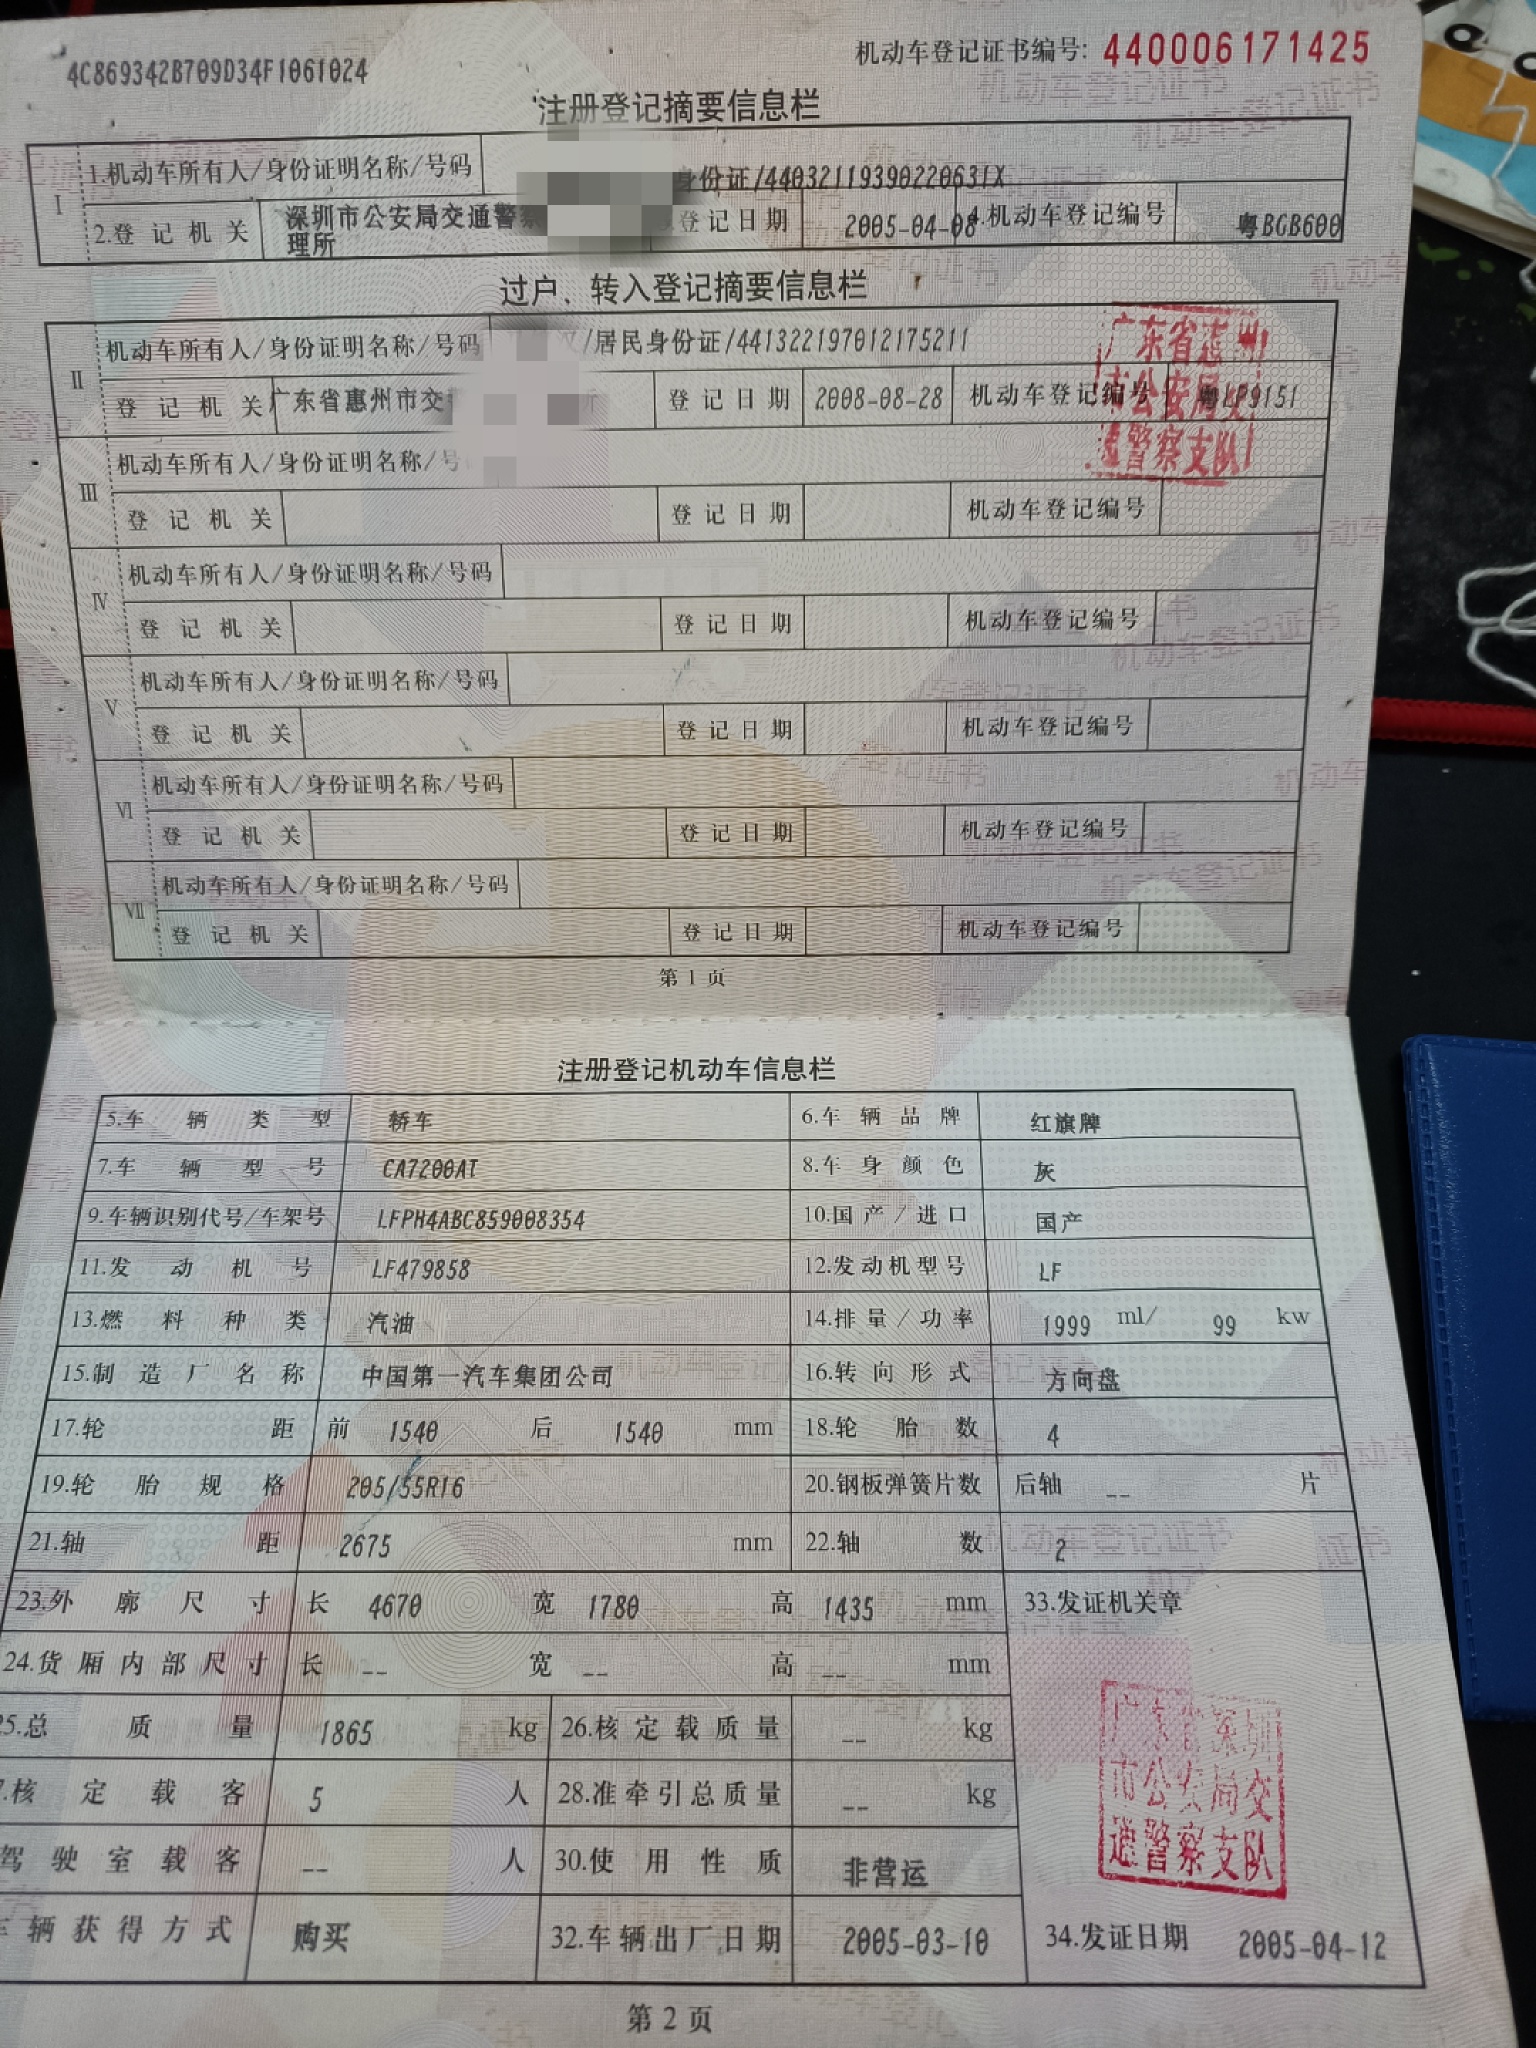 4C869342B709D34F1061024
机动车登记证书编号: 440006171425
注册登记摘要信息栏
Ⅰ 1.机动车所有人/身份证明名称/号码 身份证/44032119390220631X
2.登记机关 深圳市公安局交通警 理所 登记日期 2005-04-08 4.机动车登记编号 粤BGB600
过户、转入登记摘要信息栏
Ⅱ 机动车所有人/身份证明名称/号码 /居民身份证/441322197012175211
登记机关 广东省惠州市交 所 登记日期 2008-08-28 机动车登记编号 粤LP9151
广东省惠州
市公安局交
通警察支队
Ⅲ 机动车所有人/身份证明名称/号
登记机关 登记日期 机动车登记编号
Ⅳ 机动车所有人/身份证明名称/号码
登记机关 登记日期 机动车登记编号
Ⅴ 机动车所有人/身份证明名称/号码
登记机关 登记日期 机动车登记编号
Ⅵ 机动车所有人/身份证明名称/号码
登记机关 登记日期 机动车登记编号
Ⅶ 机动车所有人/身份证明名称/号码
登记机关 登记日期 机动车登记编号
第1页
注册登记机动车信息栏
5.车辆类型 轿车 6.车辆品牌 红旗牌
7.车辆型号 CA7200AT 8.车身颜色 灰
9.车辆识别代号/车架号 LFPH4ABC859008354 10.国产/进口 国产
11.发动机号 LF479858 12.发动机型号 LF
13.燃料种类 汽油 14.排量/功率 1999 ml/ 99 kw
15.制造厂名称 中国第一汽车集团公司 16.转向形式 方向盘
17.轮距 前 1540 后 1540 mm 18.轮胎数 4
19.轮胎规格 205/55R16 20.钢板弹簧片数 后轴 -- 片
21.轴距 2675 mm 22.轴数 2
23.外廓尺寸 长 4670 宽 1780 高 1435 mm 33.发证机关章
24.货厢内部尺寸 长 -- 宽 -- 高 -- mm
25.总质量 1865 kg 26.核定载质量 -- kg
7.核定载客 5 人 28.准牵引总质量 -- kg
驾驶室载客 -- 人 30.使用性质 非营运
广东省深圳
市公安局交
通警察支队
车辆获得方式 购买 32.车辆出厂日期 2005-03-10 34.发证日期 2005-04-12
第2页